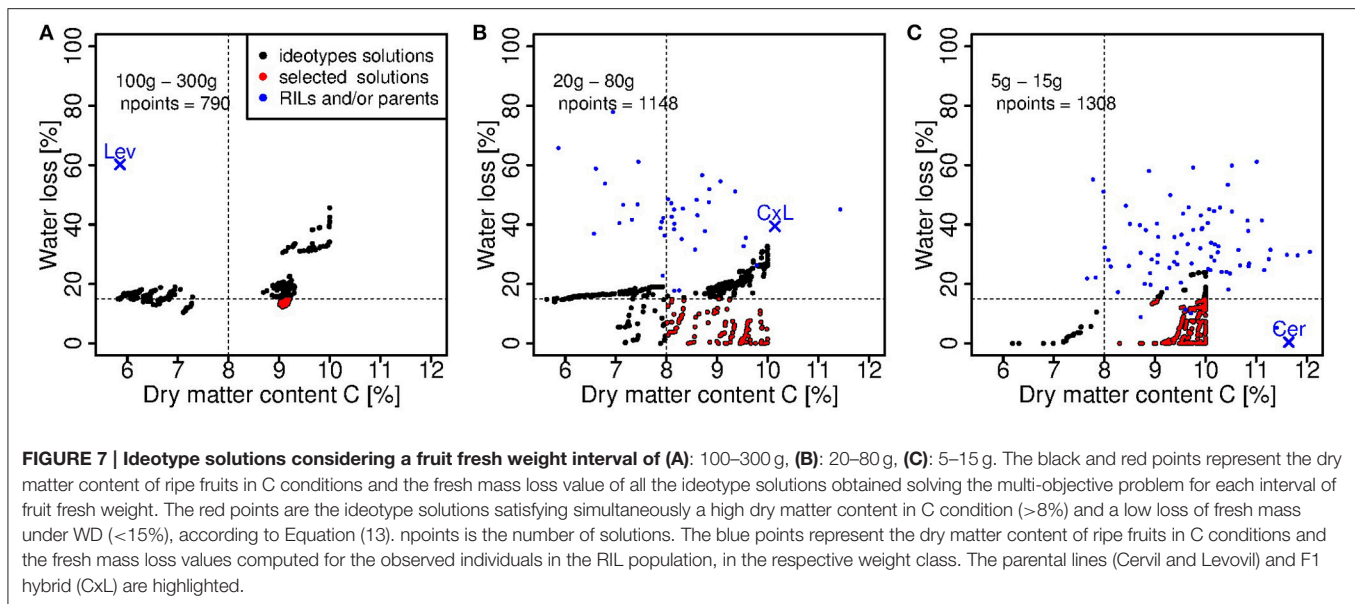 A
B
C
ideotypes solutions
selected solutions
RILs and/or parents
100g – 300g
npoints = 790
20g – 80g
npoints = 1148
5g – 15g
npoints = 1308
Lev
CxL
Cer
Water loss [%]
0 20 40 60 80 100
6 7 8 9 10 11 12
Dry matter content C [%]
Water loss [%]
0 20 40 60 80 100
6 7 8 9 10 11 12
Dry matter content C [%]
Water loss [%]
0 20 40 60 80 100
6 7 8 9 10 11 12
Dry matter content C [%]
FIGURE 7 | Ideotype solutions considering a fruit fresh weight interval of (A): 100–300 g, (B): 20–80 g, (C): 5–15 g. The black and red points represent the dry
matter content of ripe fruits in C conditions and the fresh mass loss value of all the ideotype solutions obtained solving the multi-objective problem for each interval of
fruit fresh weight. The red points are the ideotype solutions satisfying simultaneously a high dry matter content in C condition (>8%) and a low loss of fresh mass
under WD (<15%), according to Equation (13). npoints is the number of solutions. The blue points represent the dry matter content of ripe fruits in C conditions and
the fresh mass loss values computed for the observed individuals in the RIL population, in the respective weight class. The parental lines (Cervil and Levovil) and F1
hybrid (CxL) are highlighted.